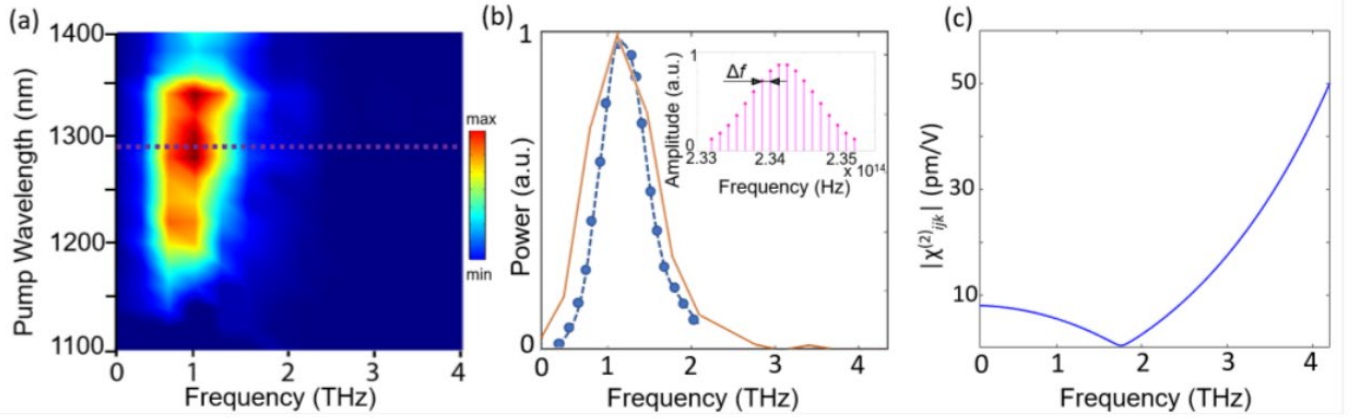 (a)
1400
1300
1200
1100
Pump Wavelength (nm)
0 1 2 3 4
Frequency (THz)
max
min
(b)
1
0
Power (a.u.)
0 1 2 3 4
Frequency (THz)
1
0
Amplitude (a.u.)
Δf
2.33 2.34 2.35
x 10¹⁴
Frequency (Hz)
(c)
50
30
10
|χ⁽²⁾ᵢⱼₖ| (pm/V)
0 1 2 3 4
Frequency (THz)